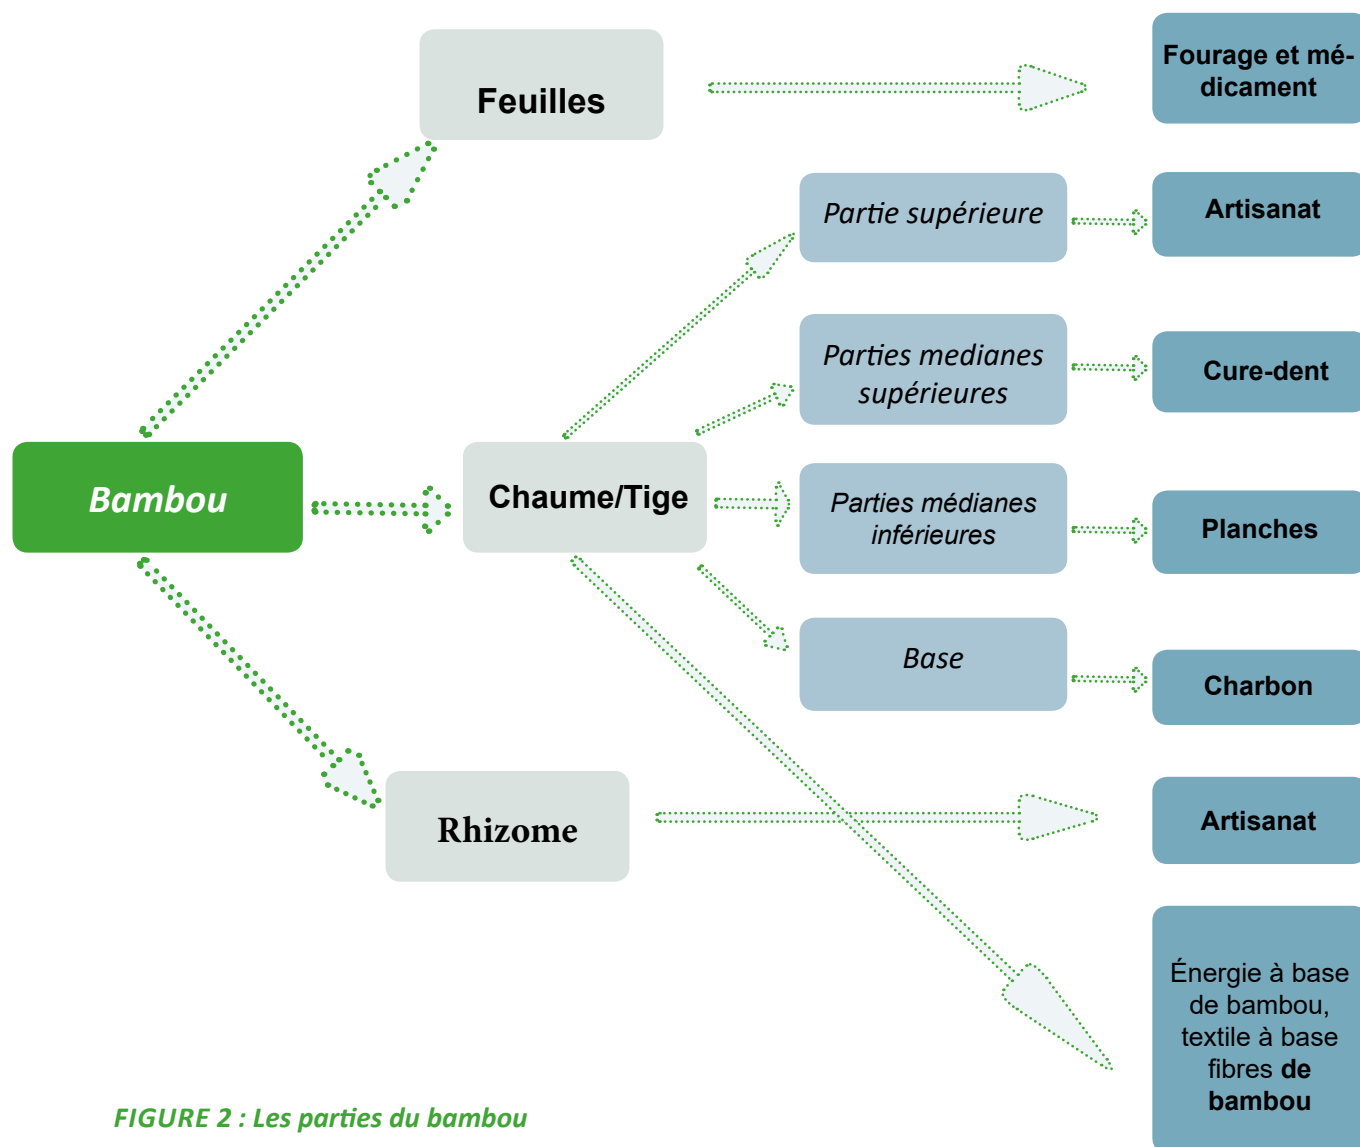 Feuilles
Fourage et mé-
dicament
Partie supérieure
Artisanat
Parties medianes
supérieures
Cure-dent
Bambou
Chaume/Tige
Parties médianes
inférieures
Planches
Base
Charbon
Rhizome
Artisanat
Énergie à base
de bambou,
textile à base
fibres de
bambou
FIGURE 2 : Les parties du bambou